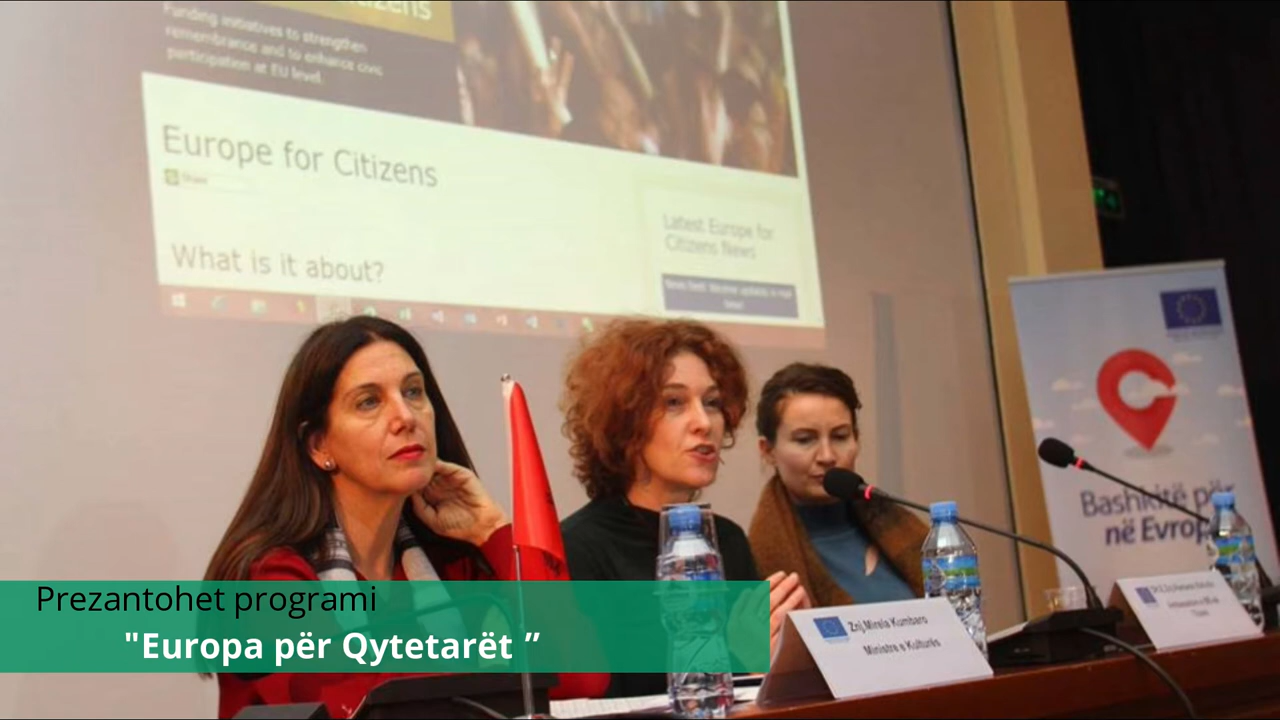 Citizens
Funding initiatives to strengthen
remembrance and to enhance civic
participation at EU level.
Europe for Citizens
Share
What is it about?
Latest Europe for
Citizens News
Bashkitë për
në Evropë
Znj.Mirela Kumbaro
Ministre e Kulturës
Prezantohet programi
"Europa për Qytetarët ”